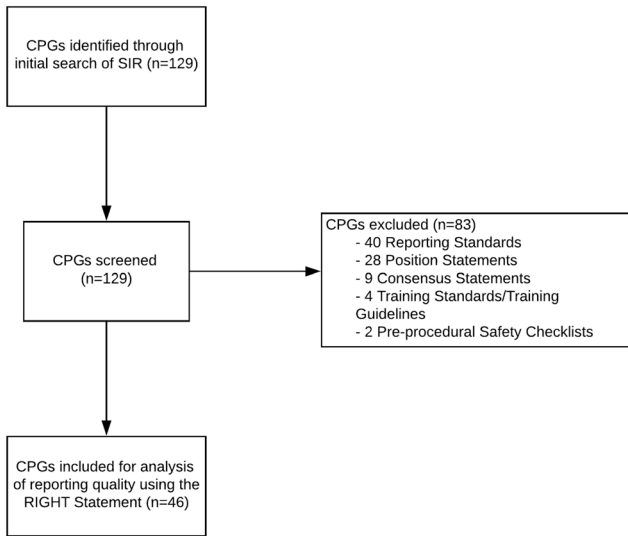 CPGs identified through
initial search of SIR (n=129)
CPGs screened
(n=129)
CPGs excluded (n=83)
- 40 Reporting Standards
- 28 Position Statements
- 9 Consensus Statements
- 4 Training Standards/Training
Guidelines
- 2 Pre-procedural Safety Checklists
CPGs included for analysis
of reporting quality using the
RIGHT Statement (n=46)